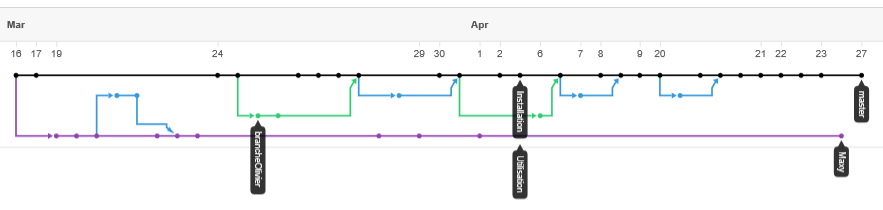 Mar Apr
16 17 19 24 29 30 1 2 6 7 8 9 20 21 22 23 27
Installation
master
brancheOlivier
Utilisation
Maxy